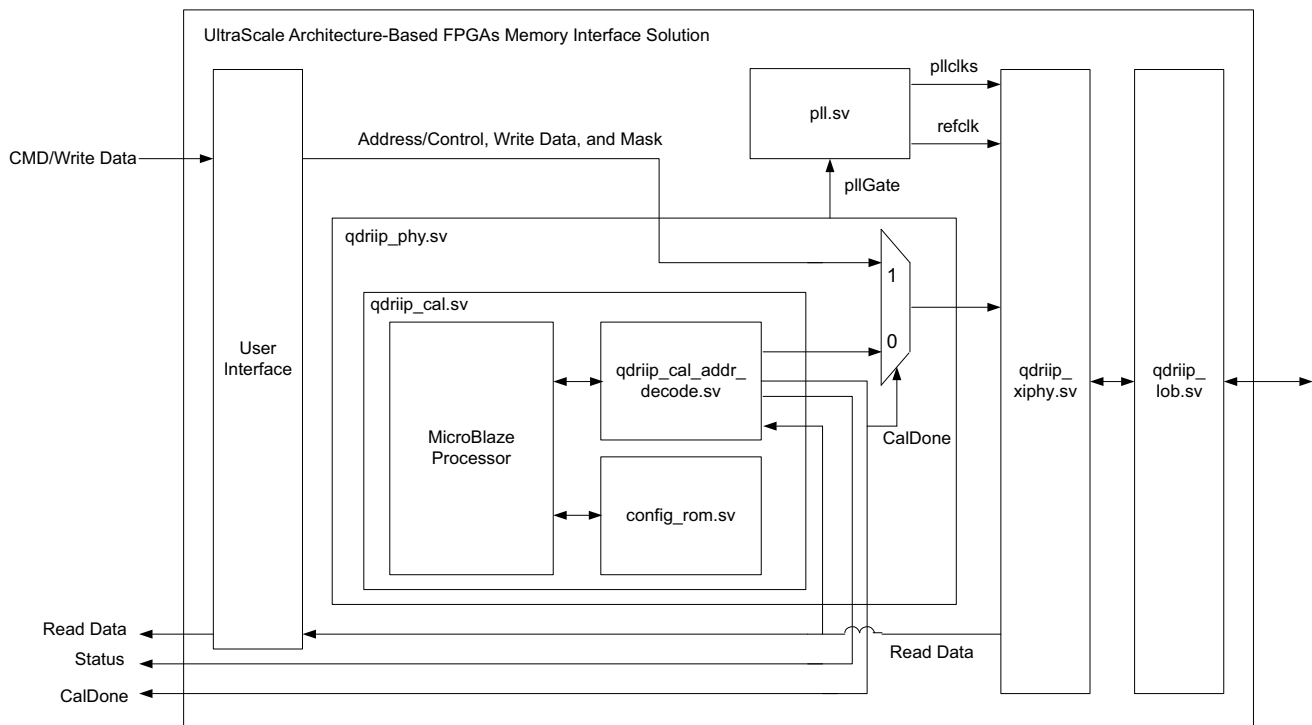 UltraScale Architecture-Based FPGAs Memory Interface Solution
pllclks
pll.sv
refclk
Address/Control, Write Data, and Mask
CMD/Write Data
pllGate
qdriip_phy.sv
1
qdriip_cal.sv
0
User
Interface
qdriip_cal_addr_
decode.sv
qdriip_
xiphy.sv
qdriip_
lob.sv
MicroBlaze
Processor
CalDone
config_rom.sv
Read Data
Read Data
Status
CalDone